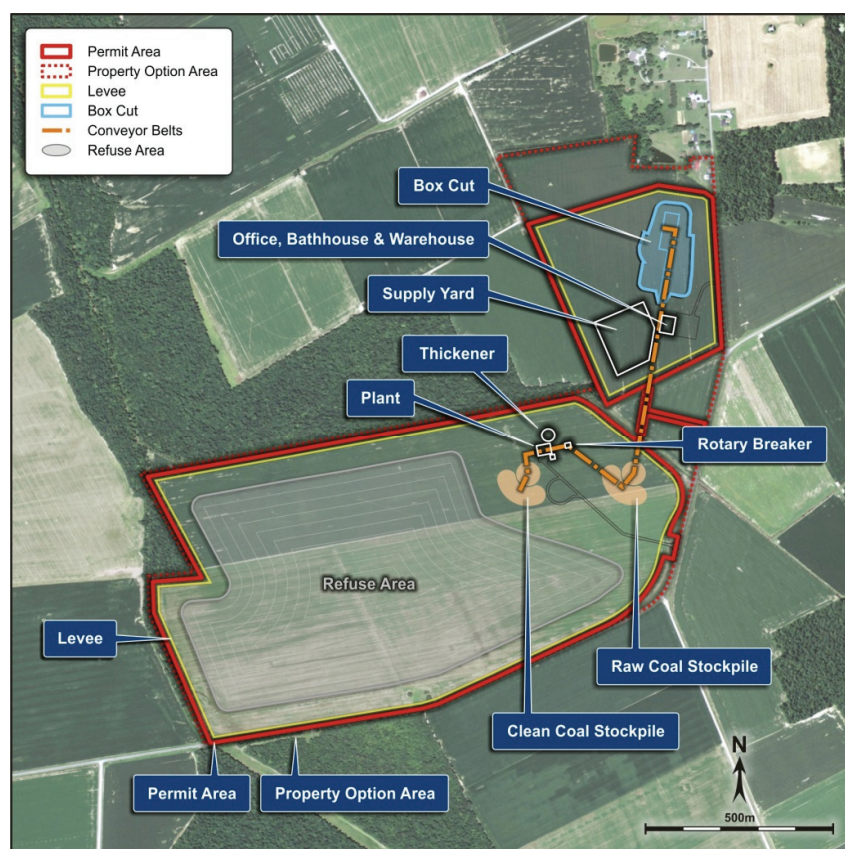 Permit Area
Property Option Area
Levee
Box Cut
Conveyor Belts
Refuse Area
Box Cut
Office, Bathhouse & Warehouse
Supply Yard
Thickener
Plant
Rotary Breaker
Refuse Area
Levee
Raw Coal Stockpile
Clean Coal Stockpile
Permit Area
Property Option Area
N
500m